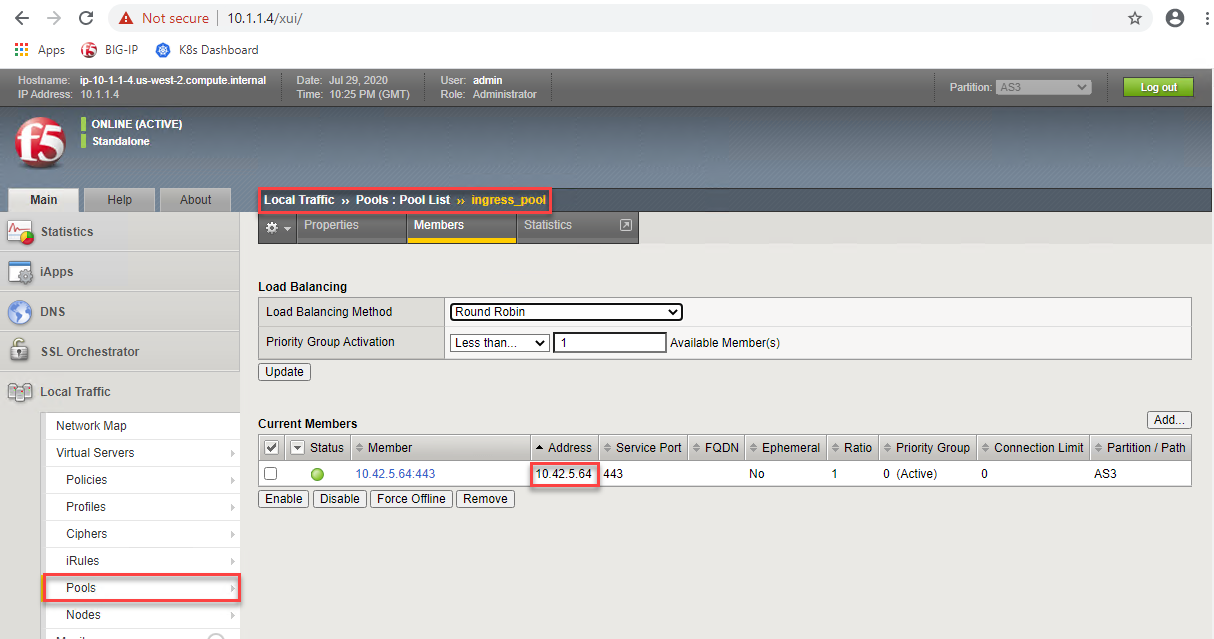 Not secure | 10.1.1.4/xui/
Apps BIG-IP K8s Dashboard
Hostname: ip-10-1-1-4.us-west-2.compute.internal Date: Jul 29, 2020 User: admin
IP Address: 10.1.1.4 Time: 10:25 PM (GMT) Role: Administrator
Partition: AS3 Log out
f5
ONLINE (ACTIVE)
Standalone
Main Help About
Local Traffic ›› Pools : Pool List ›› ingress_pool
Properties Members Statistics
Statistics
iApps
DNS
SSL Orchestrator
Local Traffic
Network Map
Virtual Servers
Policies
Profiles
Ciphers
iRules
Pools
Nodes
Load Balancing
Load Balancing Method Round Robin
Priority Group Activation Less than... 1 Available Member(s)
Update
Current Members Add...
Status Member Address Service Port FQDN Ephemeral Ratio Priority Group Connection Limit Partition / Path
10.42.5.64:443 10.42.5.64 443 No 1 0 (Active) 0 AS3
Enable Disable Force Offline Remove